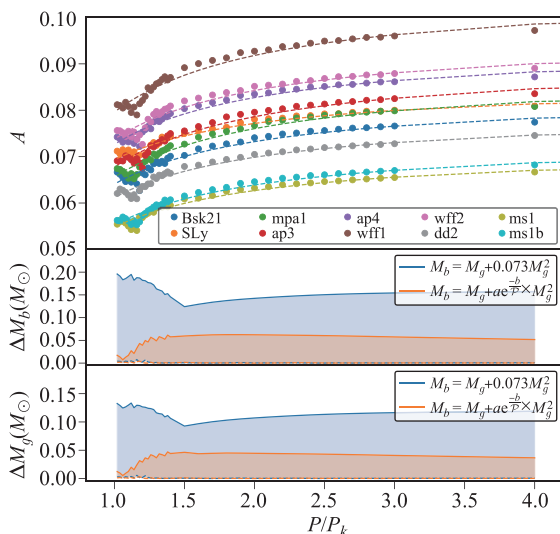 0.10
0.09
0.08
A
0.07
0.06
0.05
Bsk21 mpa1 ap4 wff2 ms1
SLy ap3 wff1 dd2 ms1b
ΔM_b(M_⊙)
0.20
0.15
0.10
0.05
0.00
M_b = M_g+0.073M_g^2
M_b = M_g+ae^{\frac{-b}{P}}×M_g^2
ΔM_g(M_⊙)
0.15
0.10
0.05
0.00
M_b = M_g+0.073M_g^2
M_b = M_g+ae^{\frac{-b}{P}}×M_g^2
1.0 1.5 2.0 2.5 3.0 3.5 4.0
P/P_k